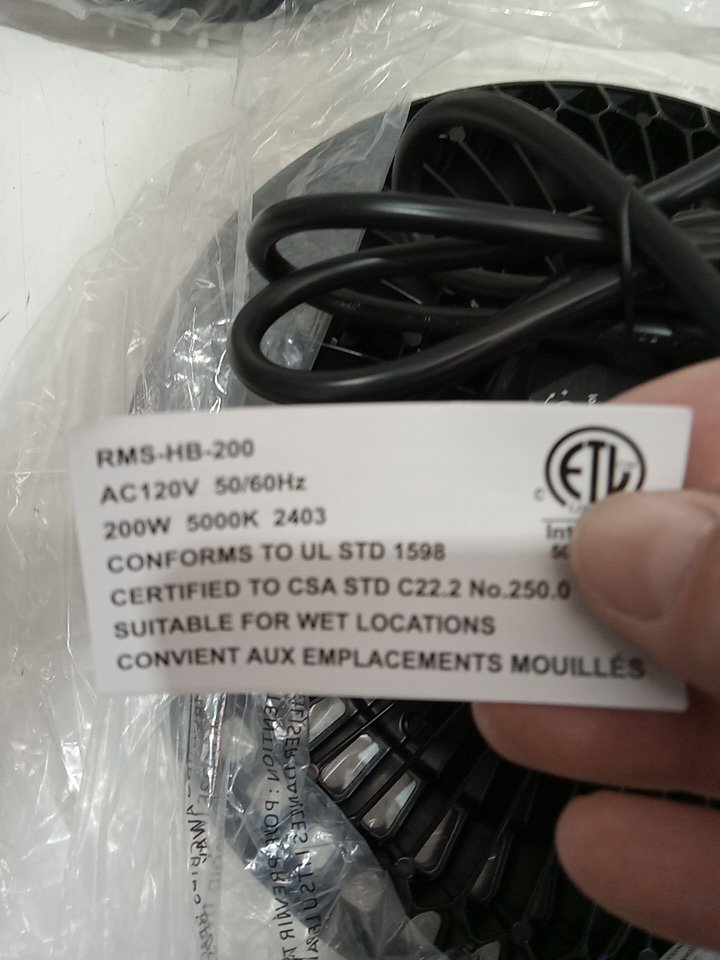 RMS-HB-200
AC120V 50/60Hz
200W 5000K 2403
CONFORMS TO UL STD 1598
CERTIFIED TO CSA STD C22.2 No.250.0
SUITABLE FOR WET LOCATIONS
CONVIENT AUX EMPLACEMENTS MOUILLÉS
C
ETL